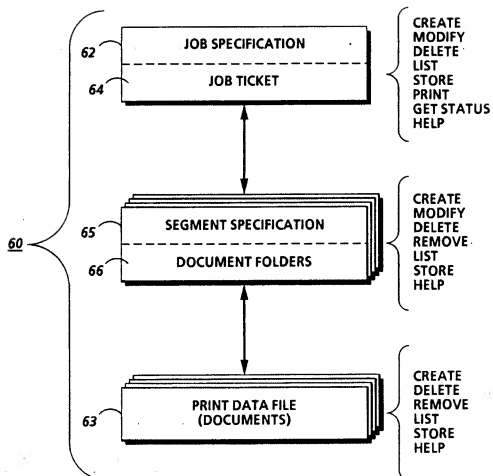 62
JOB SPECIFICATION
64
JOB TICKET
CREATE
MODIFY
DELETE
LIST
STORE
PRINT
GET STATUS
HELP
60
65
SEGMENT SPECIFICATION
66
DOCUMENT FOLDERS
CREATE
MODIFY
DELETE
REMOVE
LIST
STORE
HELP
63
PRINT DATA FILE
(DOCUMENTS)
CREATE
DELETE
REMOVE
LIST
STORE
HELP